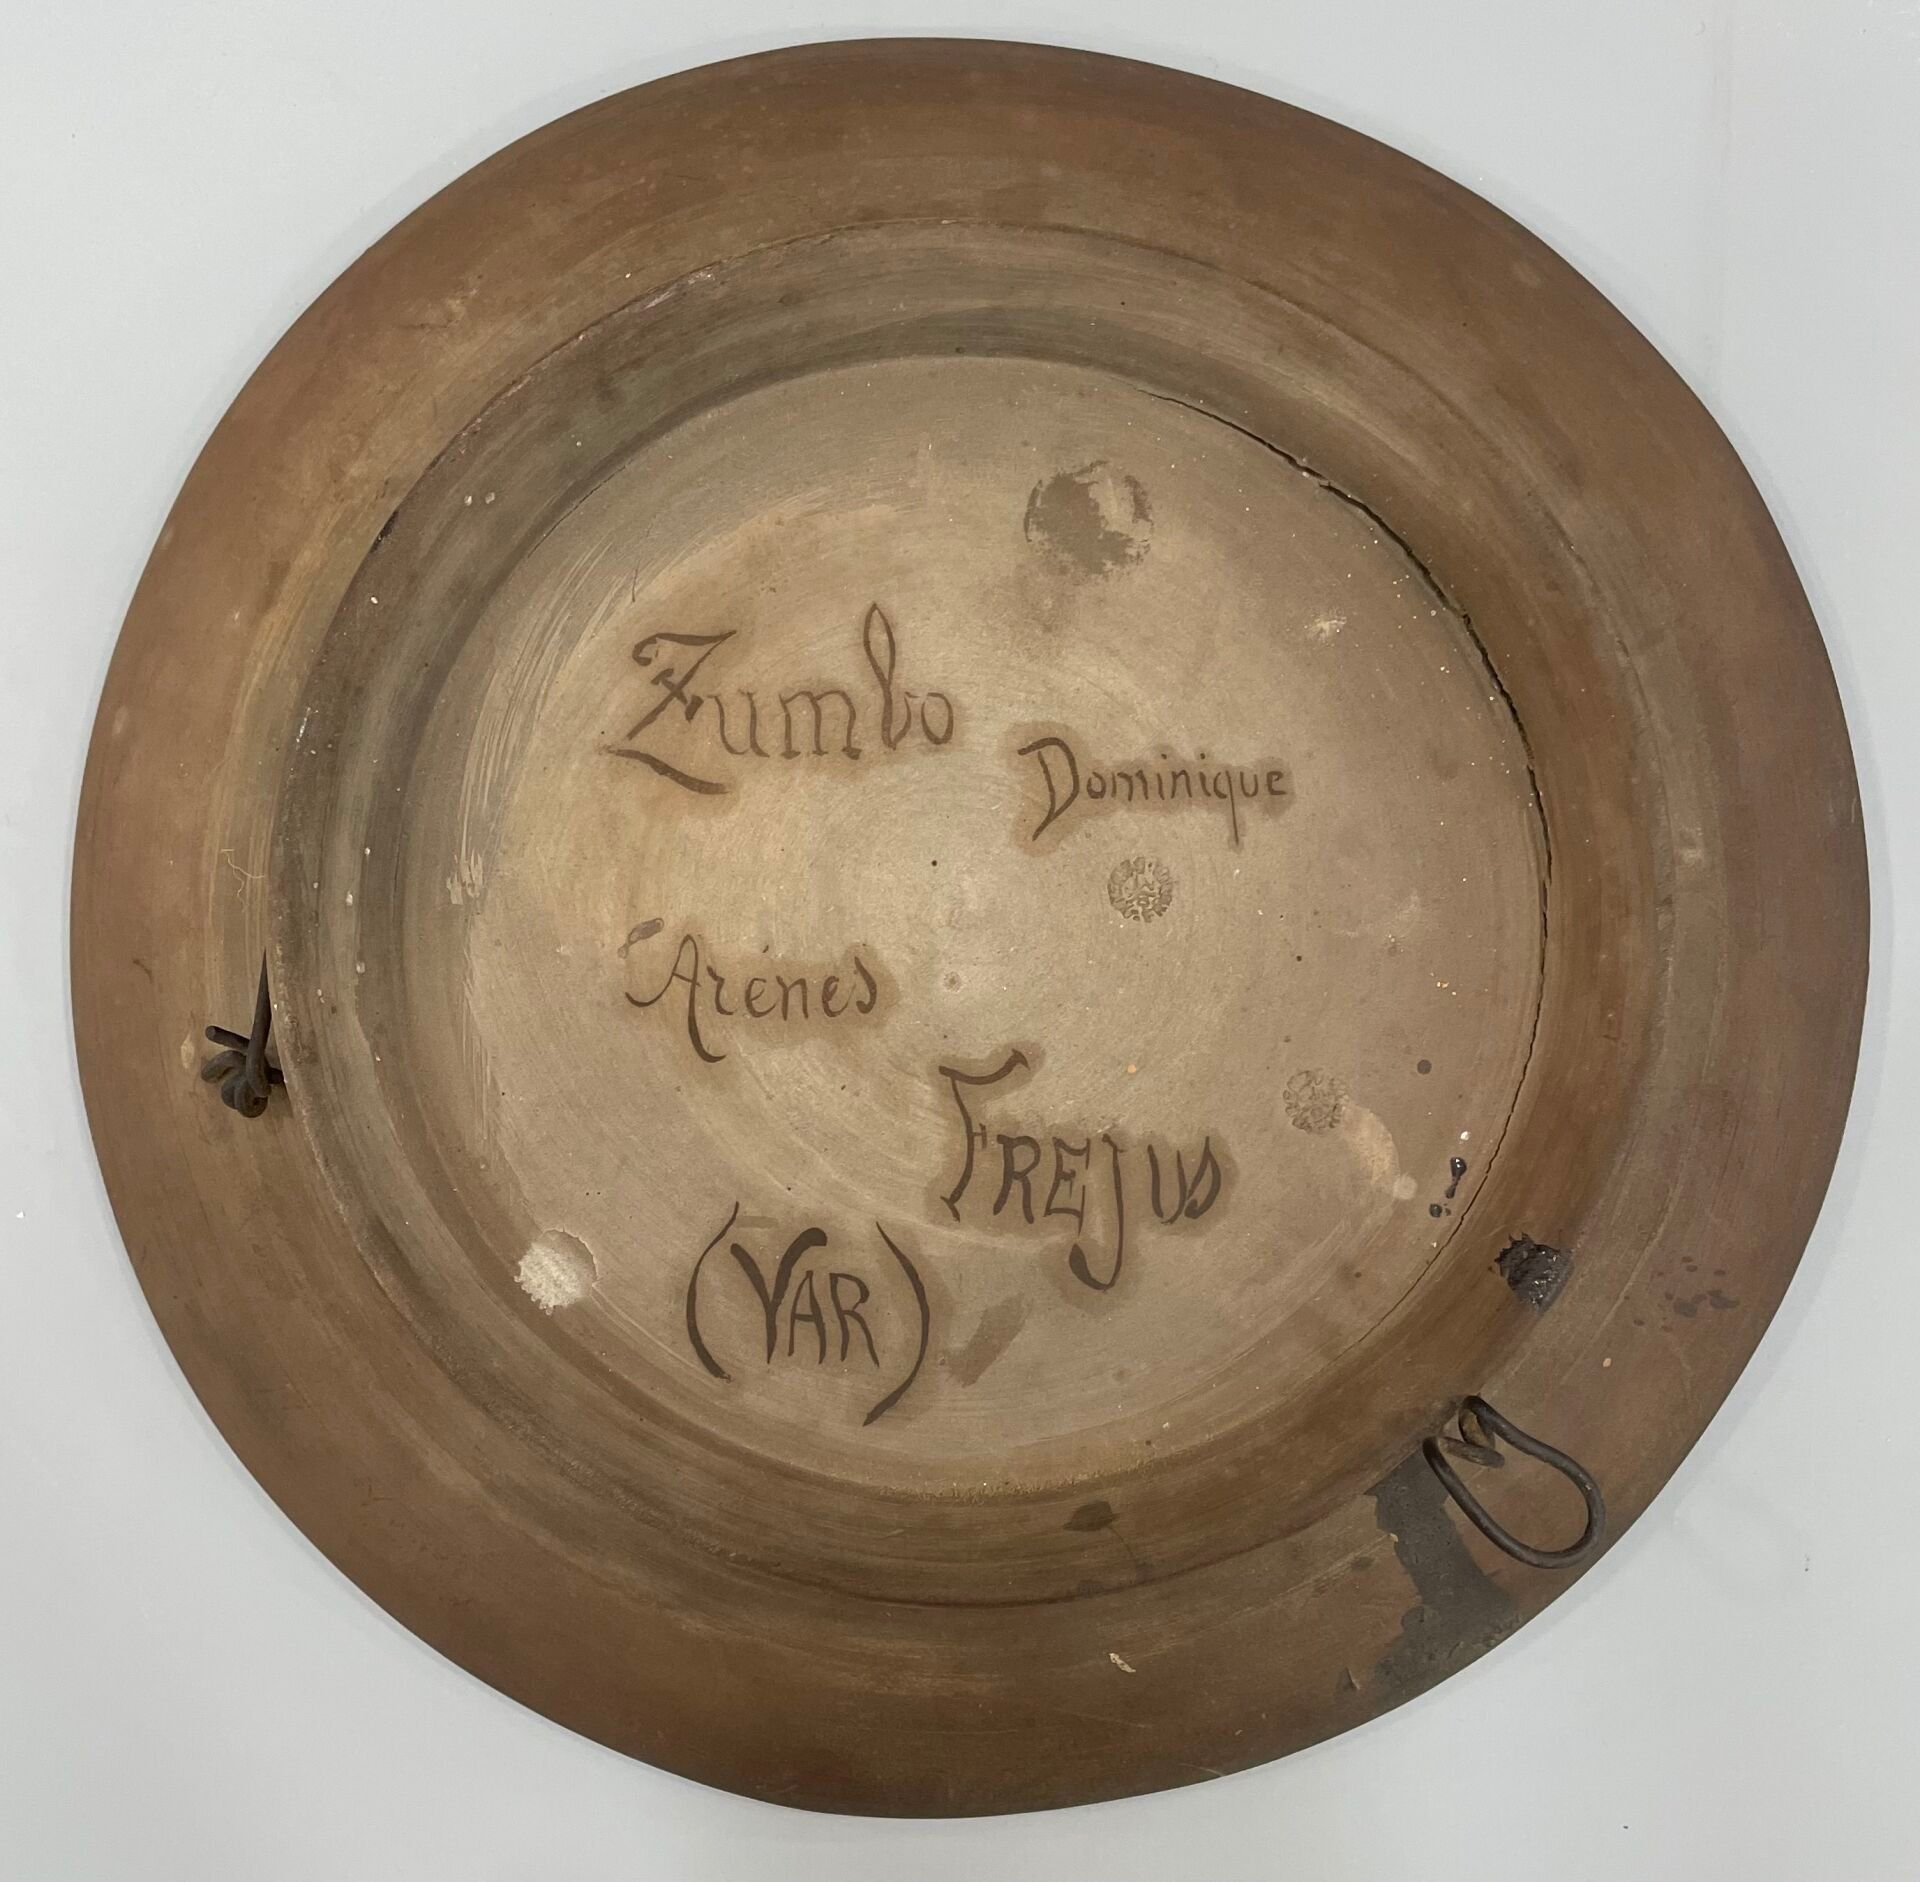 Zumbo
Dominique
Arénes
FREJUS
(VAR)